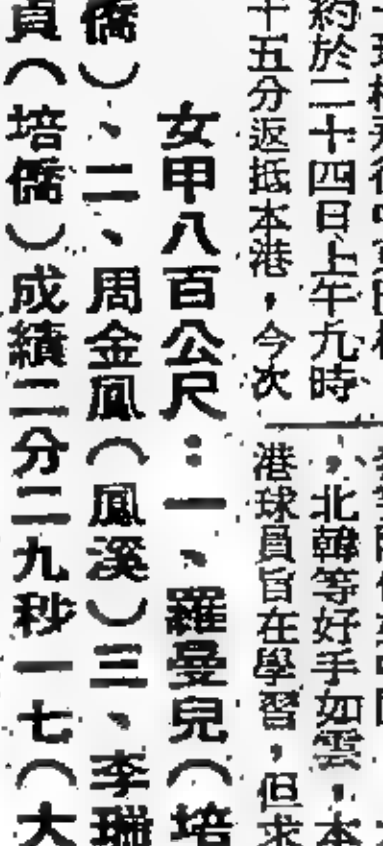 約於二十四日上午九時
十五分返抵本港，今次
，北韓等好手如雲，本
港球員旨在學習，但求
女甲八百公尺：一、羅曼兒（培
僑）、二、周金鳳（鳳溪）三、李瑞
貞（培僑）成績二分二九秒一七（大